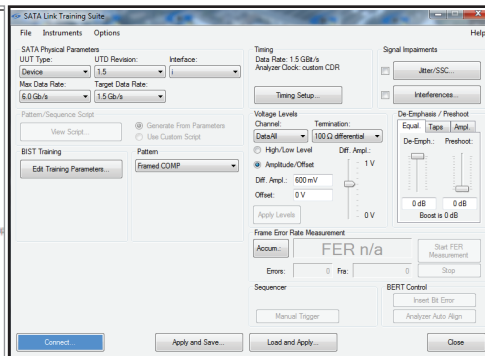 SATA Link Training Suite
File Instruments Options Help
SATA Physical Parameters
UUT Type: UTD Revision: Interface:
Device 1.5 i
Max Data Rate: Target Data Rate:
6.0 Gb/s 1.5 Gb/s
Pattern/Sequence Script
View Script...
Generate From Parameters
Use Custom Script
BIST Training
Edit Training Parameters...
Pattern
Framed COMP
Timing
Data Rate: 1.5 GBit/s
Analyzer Clock: custom CDR
Timing Setup...
Signal Impairments
Jitter/SSC...
Interferences...
Voltage Levels
Channel: Termination:
DataAll 100 Ω differential
High/Low Level Diff. Ampl.:
Amplitude/Offset 1 V
Diff. Ampl.: 600 mV
Offset: 0 V
Apply Levels 0 V
De-Emphasis / Preshoot
Equal. Taps Ampl.
De-Emph.: Preshoot:
0 dB 0 dB
Boost is 0 dB
Frame Error Rate Measurement
Accum.: FER n/a
Start FER
Measurement
Errors: 0 Fra: 0 Stop
Sequencer
Manual Trigger
BERT Control
Insert Bit Error
Analyzer Auto Align
Connect... Apply and Save... Load and Apply... Close